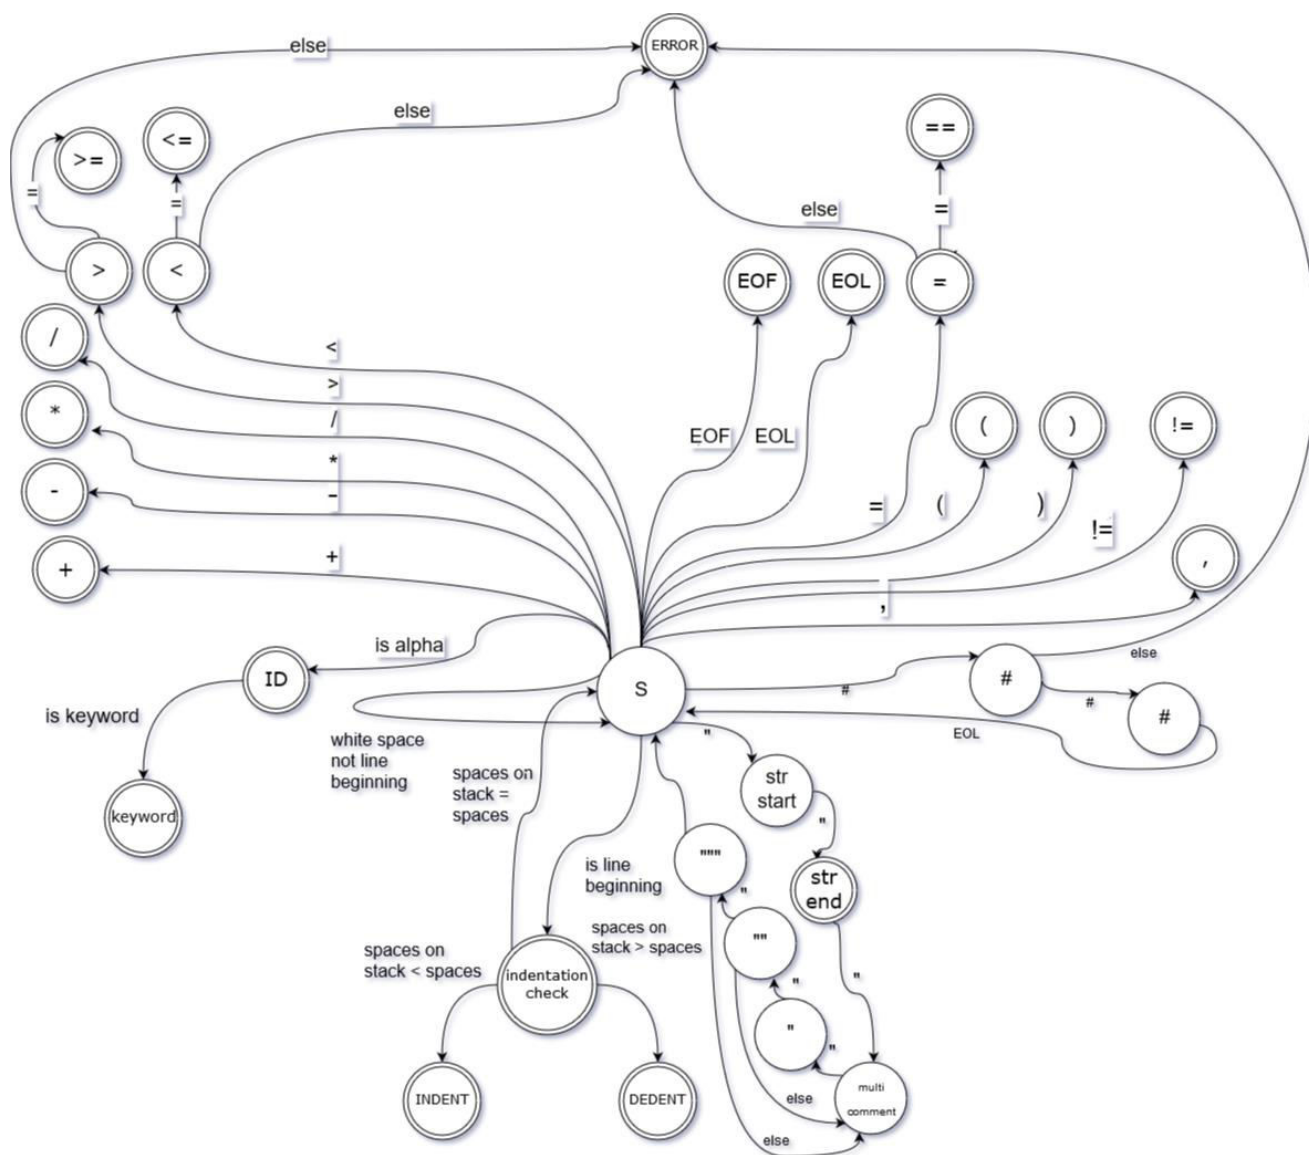 else
ERROR
else
<=
>=
==
=
=
=
else
>
<
EOF
EOL
=
/
<
>
/
*
*
-
-
+
+
EOF
EOL
=
(
(
)
)
!=
!=
,
,
is alpha
ID
is keyword
keyword
S
#
#
else
#
#
EOL
white space
not line
beginning
spaces on
stack =
spaces
"
str
start
"
str
end
"
is line
beginning
spaces on
stack > spaces
spaces on
stack < spaces
indentation
check
INDENT
DEDENT
"""
"
""
"
"
"
multi
comment
else
else